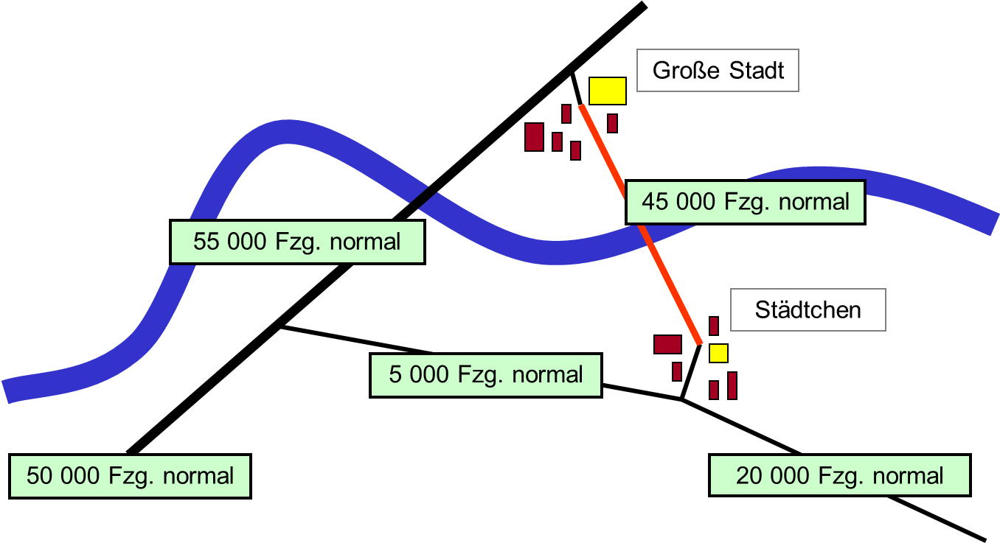 Große Stadt
45 000 Fzg. normal
55 000 Fzg. normal
Städtchen
5 000 Fzg. normal
50 000 Fzg. normal
20 000 Fzg. normal